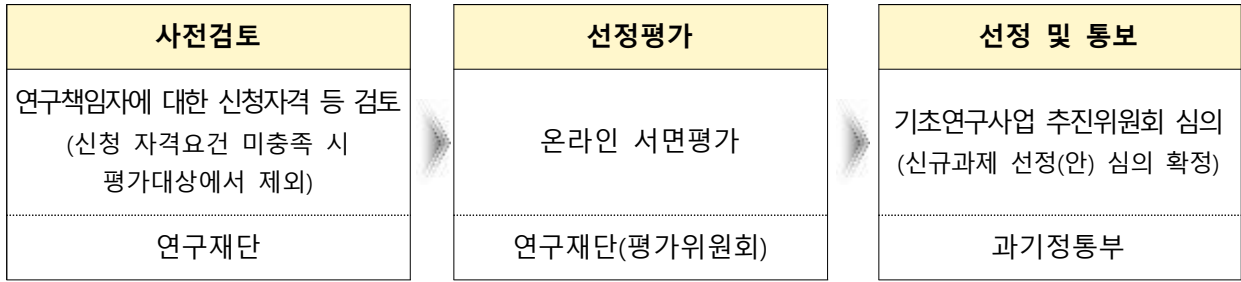 사전검토
연구책임자에 대한 신청자격 등 검토
(신청 자격요건 미충족 시
평가대상에서 제외)
연구재단
선정평가
온라인 서면평가
연구재단(평가위원회)
선정 및 통보
기초연구사업 추진위원회 심의
(신규과제 선정(안) 심의 확정)
과기정통부